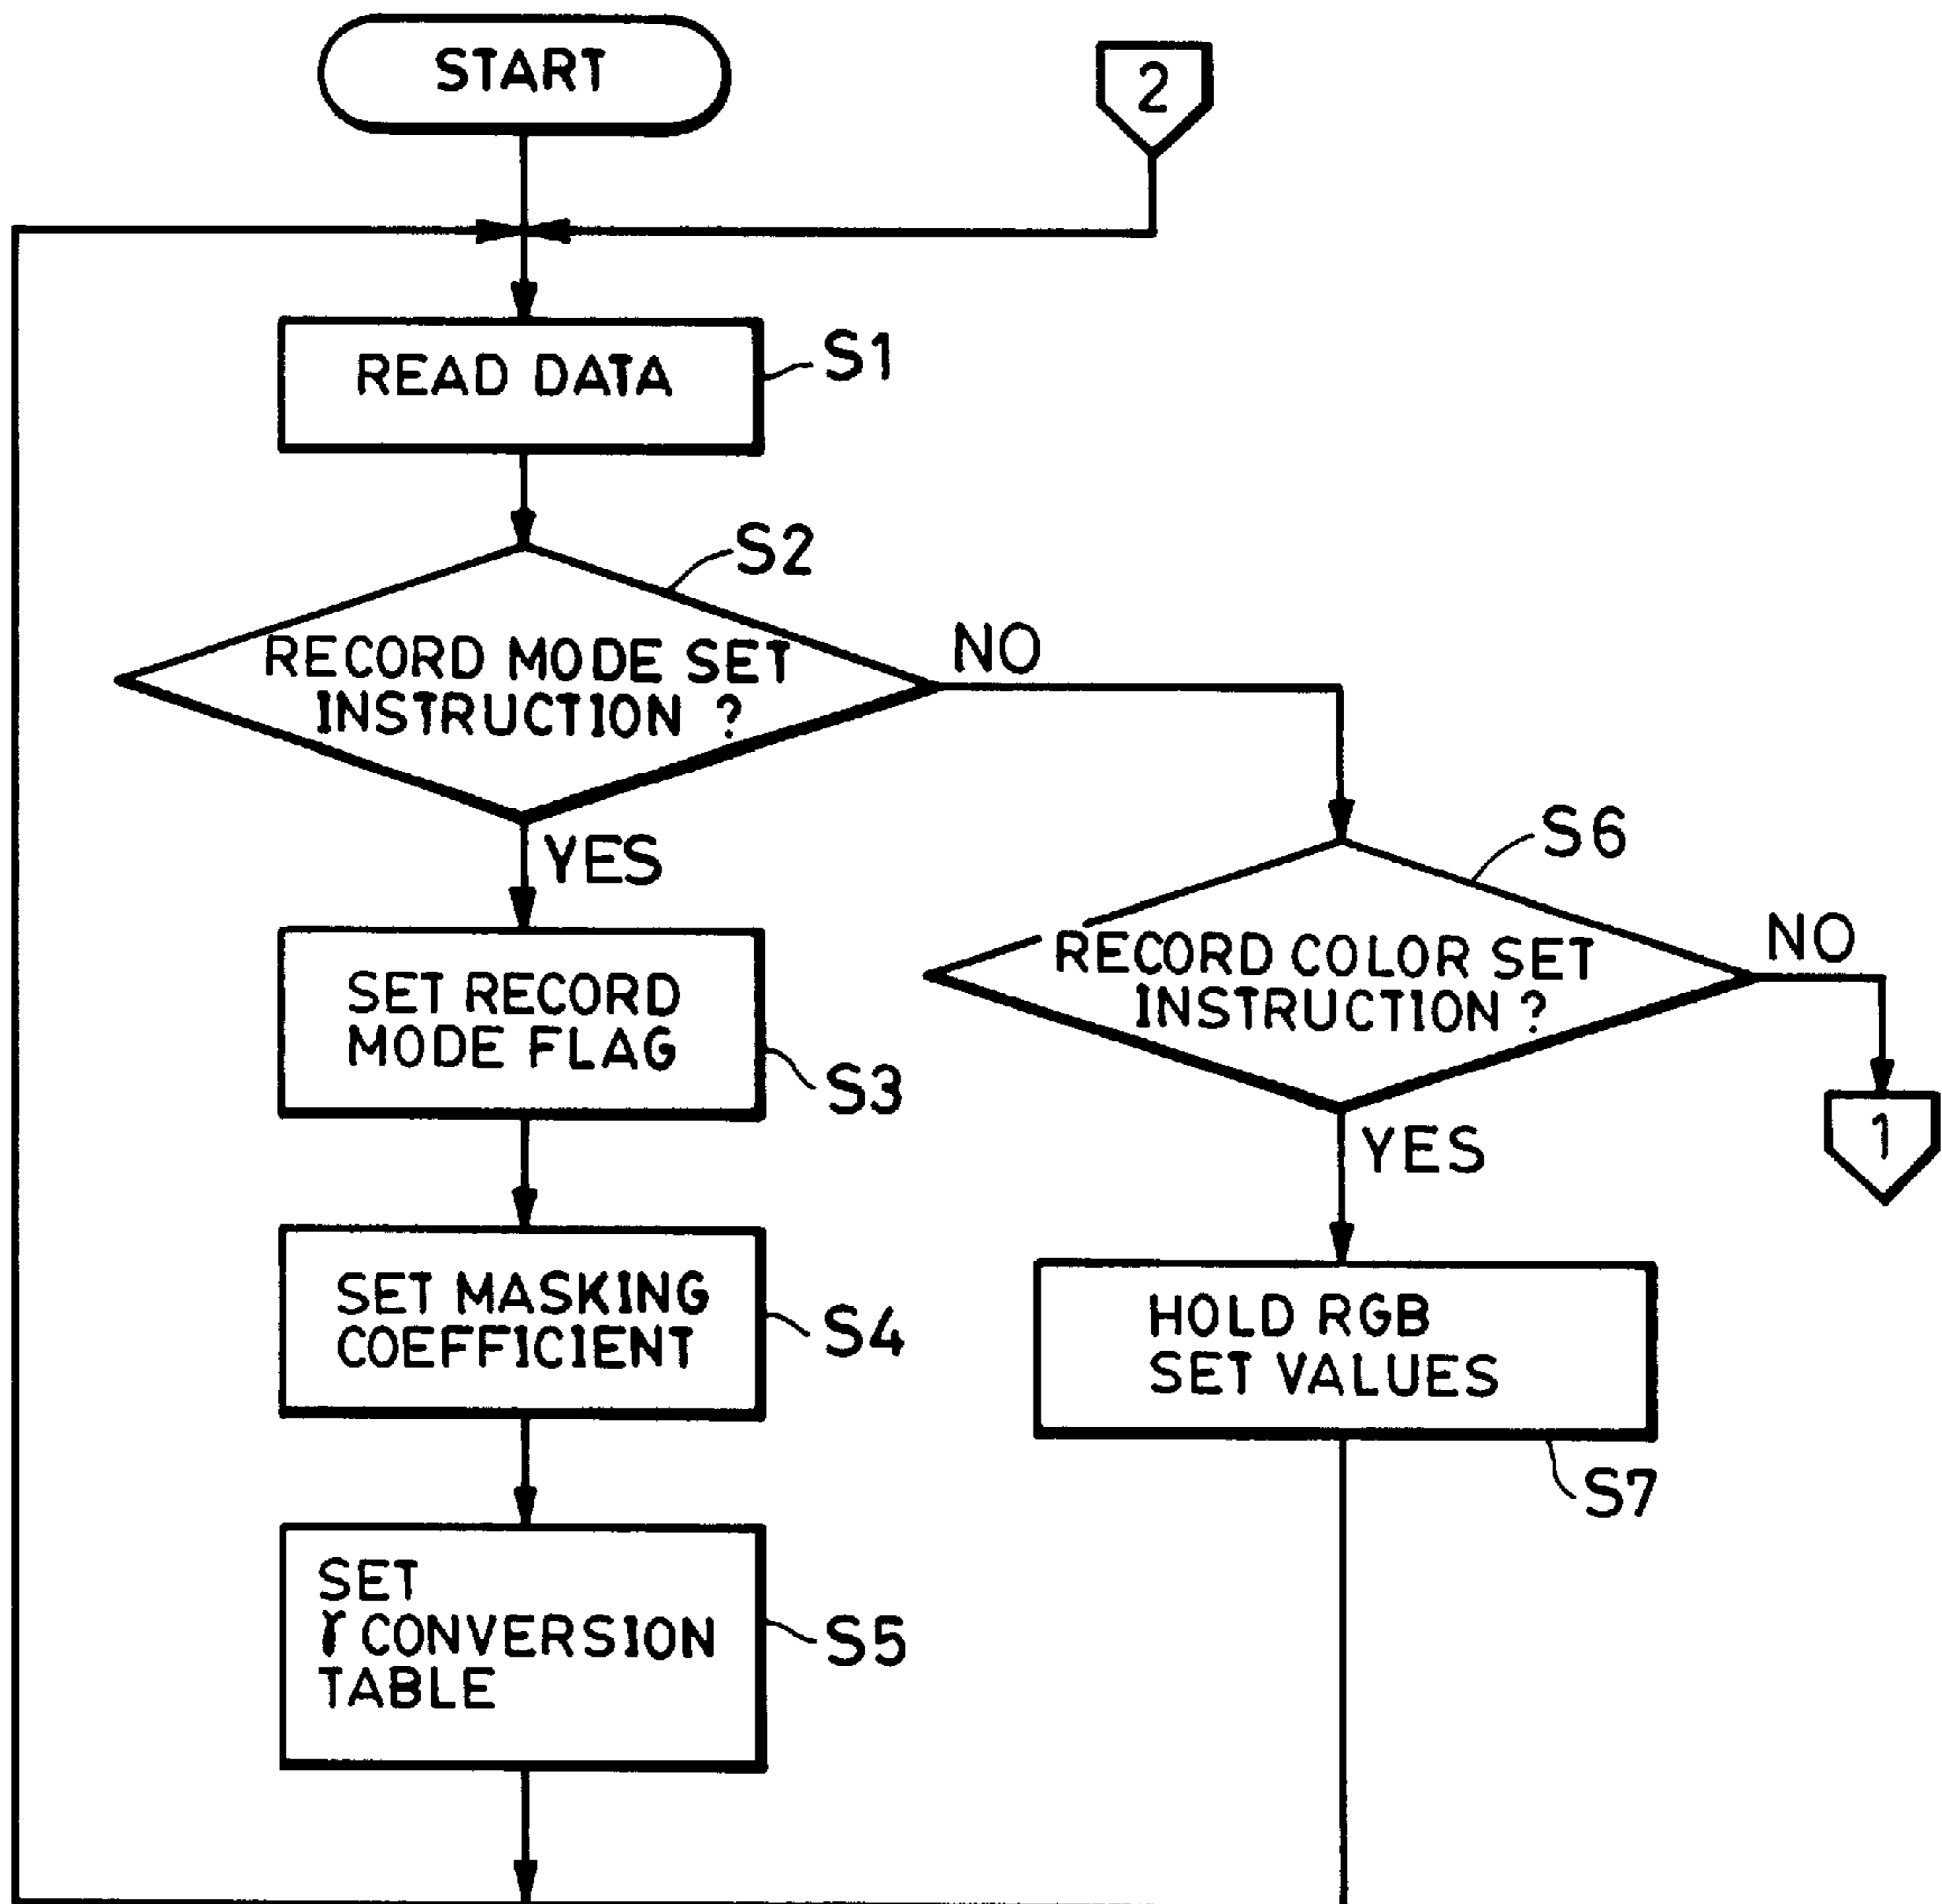 START
2
READ DATA
S1
S2
RECORD MODE SET
INSTRUCTION ?
NO
YES
S6
RECORD COLOR SET
INSTRUCTION ?
NO
1
YES
SET RECORD
MODE FLAG
S3
SET MASKING
COEFFICIENT
S4
HOLD RGB
SET VALUES
S7
SET
γ CONVERSION
TABLE
S5